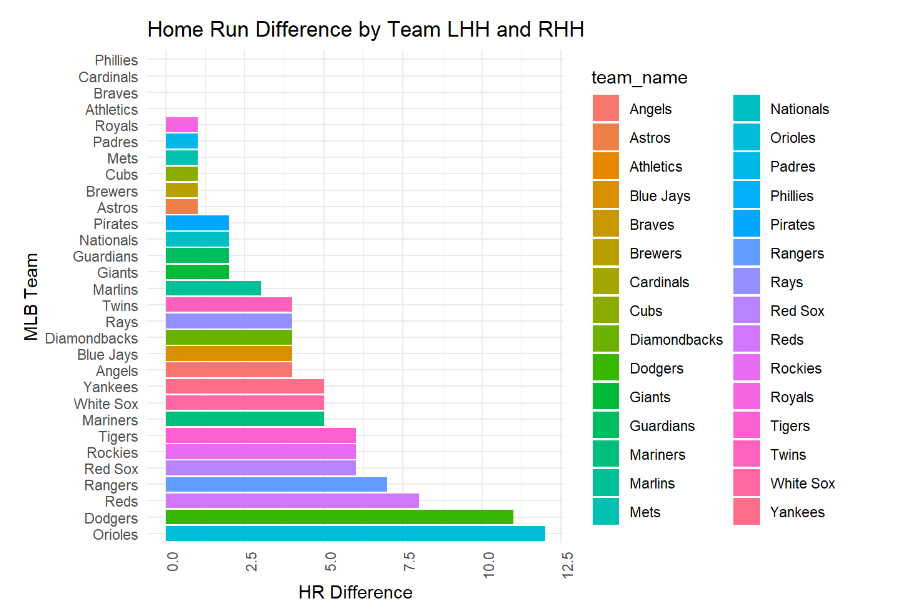 Home Run Difference by Team LHH and RHH
MLB Team
Phillies
Cardinals
Braves
Athletics
Royals
Padres
Mets
Cubs
Brewers
Astros
Pirates
Nationals
Guardians
Giants
Marlins
Twins
Rays
Diamondbacks
Blue Jays
Angels
Yankees
White Sox
Mariners
Tigers
Rockies
Red Sox
Rangers
Reds
Dodgers
Orioles
0.0
2.5
5.0
7.5
10.0
12.5
HR Difference
team_name
Angels
Astros
Athletics
Blue Jays
Braves
Brewers
Cardinals
Cubs
Diamondbacks
Dodgers
Giants
Guardians
Mariners
Marlins
Mets
Nationals
Orioles
Padres
Phillies
Pirates
Rangers
Rays
Red Sox
Reds
Rockies
Royals
Tigers
Twins
White Sox
Yankees